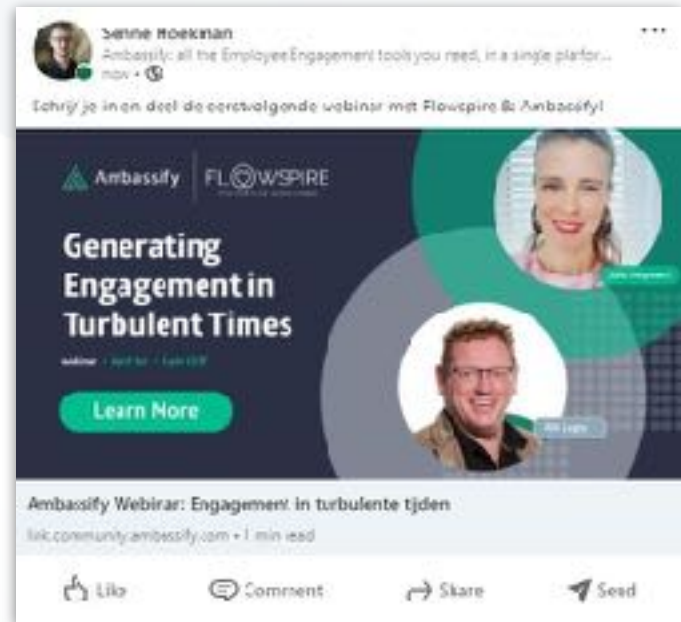 Senne Hoekman
Ambassify: all the Employee Engagement tools you need, in a single platfor...
now •
Schrijf je in en deel de eerstvolgende webinar met Flowspire & Ambassify!
Ambassify FLOWSPIRE
Generating
Engagement in
Turbulent Times
webinar
Learn More
Ambassify Webinar: Engagement in turbulente tijden
link.community.ambassify.com • 1 min read
Like Comment Share Send